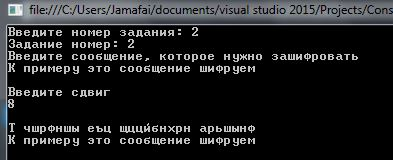 file:///C:/Users/Jamafai/documents/visual studio 2015/Projects/Cons
Введите номер задания: 2
Задание номер: 2
Введите сообщение, которое нужно зашифровать
К примеру это сообщение шифруем
Введите сдвиг
8
Т чшрфншы еъц щццйбнхрн арьшынф
К примеру это сообщение шифруем